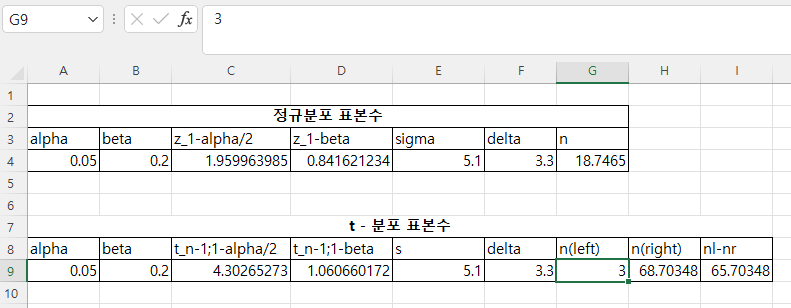 G9 fx 3
A B C D E F G H I
1
2 정규분포 표본수
3 alpha beta z_1-alpha/2 z_1-beta sigma delta n
4 0.05 0.2 1.959963985 0.841621234 5.1 3.3 18.7465
5
6
7 t - 분포 표본수
8 alpha beta t_n-1;1-alpha/2 t_n-1;1-beta s delta n(left) n(right) nl-nr
9 0.05 0.2 4.30265273 1.060660172 5.1 3.3 3 68.70348 65.70348
10